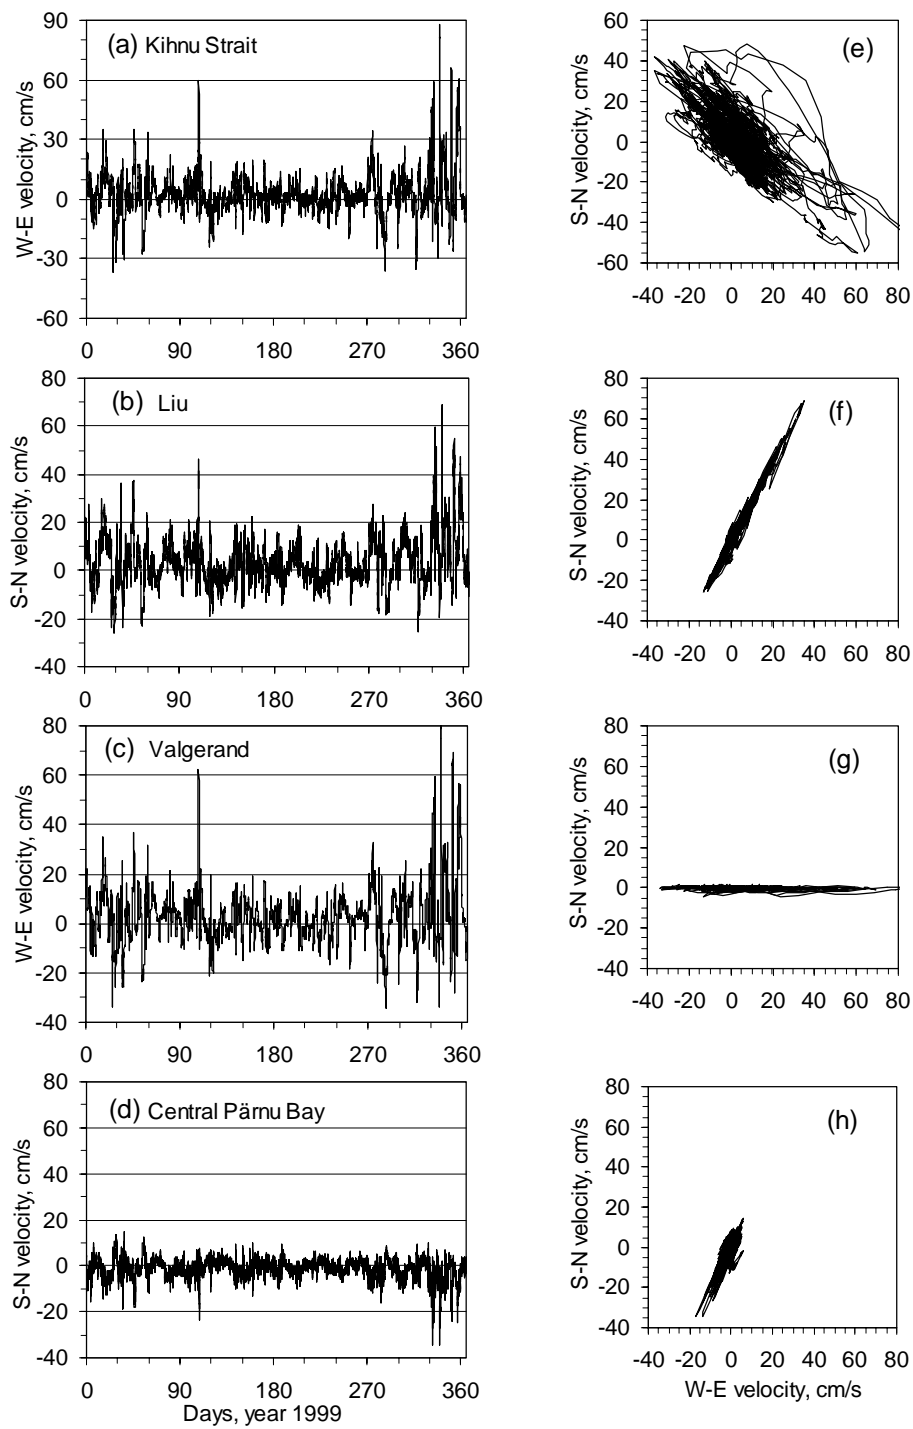 (a) Kihnu Strait
W-E velocity, cm/s
90
60
30
0
-30
-60
0 90 180 270 360
(e)
S-N velocity, cm/s
60
40
20
0
-20
-40
-60
-40 -20 0 20 40 60 80
(b) Liu
S-N velocity, cm/s
80
60
40
20
0
-20
-40
0 90 180 270 360
(f)
S-N velocity, cm/s
80
60
40
20
0
-20
-40
-40 -20 0 20 40 60 80
(c) Valgerand
W-E velocity, cm/s
80
60
40
20
0
-20
-40
0 90 180 270 360
(g)
S-N velocity, cm/s
80
60
40
20
0
-20
-40
-40 -20 0 20 40 60 80
(d) Central Pärnu Bay
S-N velocity, cm/s
80
60
40
20
0
-20
-40
0 90 180 270 360
Days, year 1999
(h)
S-N velocity, cm/s
80
60
40
20
0
-20
-40
-40 -20 0 20 40 60 80
W-E velocity, cm/s